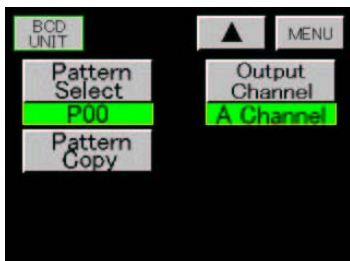 BCD
UNIT
▲
MENU
Pattern
Select
P00
Output
Channel
A Channel
Pattern
Copy